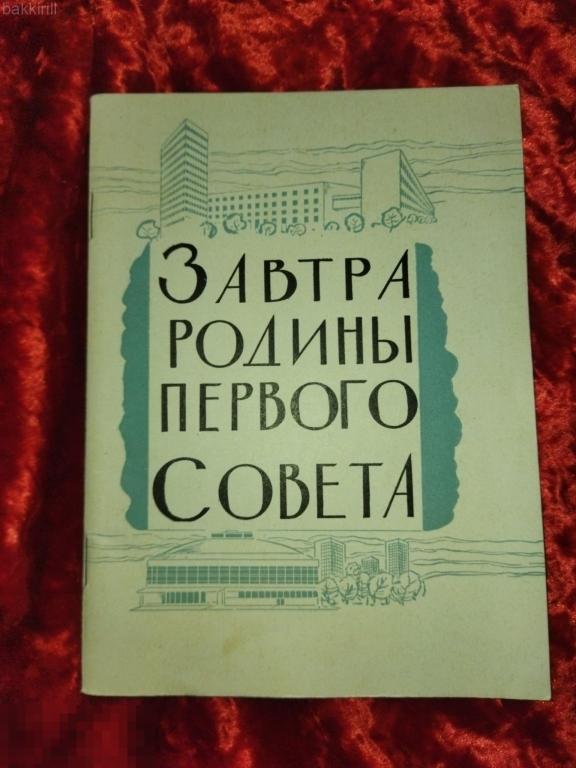 bakkirill
Завтра
родины
первого
Совета